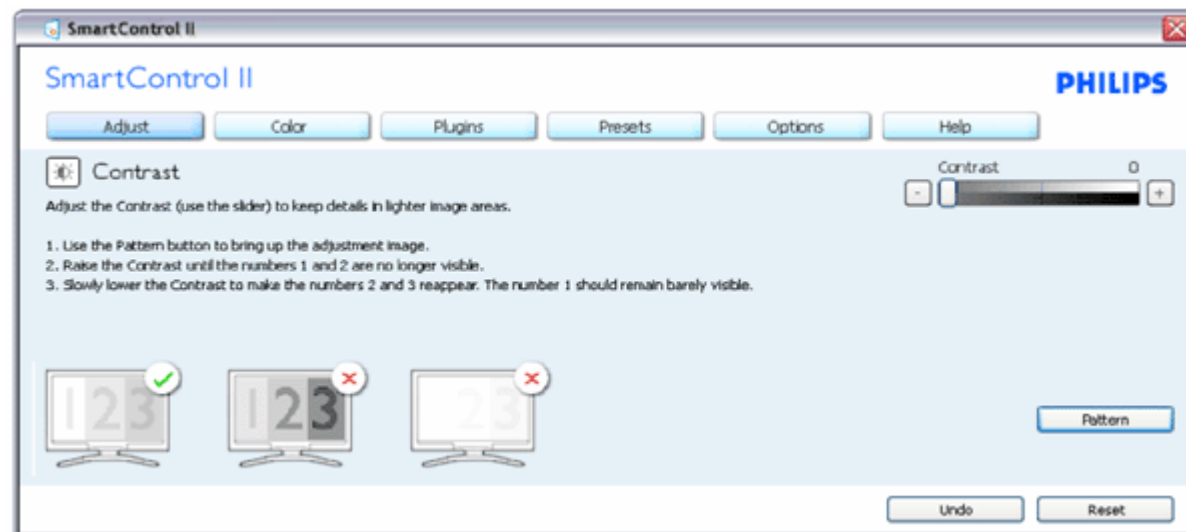 SmartControl II
SmartControl II
PHILIPS
Adjust Color Plugins Presets Options Help
Contrast
Contrast 0
- +
Adjust the Contrast (use the slider) to keep details in lighter image areas.
1. Use the Pattern button to bring up the adjustment image.
2. Raise the Contrast until the numbers 1 and 2 are no longer visible.
3. Slowly lower the Contrast to make the numbers 2 and 3 reappear. The number 1 should remain barely visible.
123
123
23
Pattern
Undo Reset